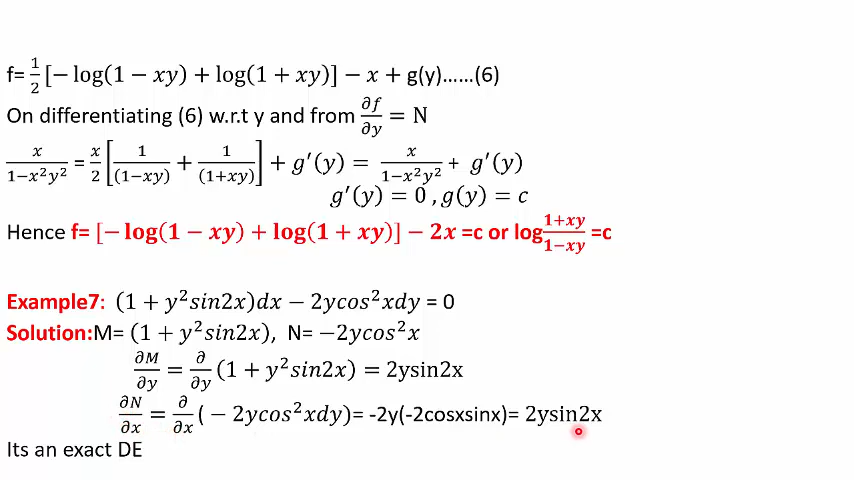 f= 1/2 [− log(1 − xy) + log(1 + xy)] − x + g(y)……(6)
On differentiating (6) w.r.t y and from ∂f/∂y = N
x/(1−x²y²) = x/2 [1/(1−xy) + 1/(1+xy)] + g′(y) = x/(1−x²y²) + g′(y)
g′(y) = 0 , g(y) = c
Hence f= [− log(1 − xy) + log(1 + xy)] − 2x =c or log (1+xy)/(1−xy) =c
Example7: (1 + y²sin2x)dx − 2ycos²xdy = 0
Solution:M= (1 + y²sin2x), N= −2ycos²x
∂M/∂y = ∂/∂y (1 + y²sin2x) = 2ysin2x
∂N/∂x = ∂/∂x (− 2ycos²xdy)= -2y(-2cosxsinx)= 2ysin2x
Its an exact DE